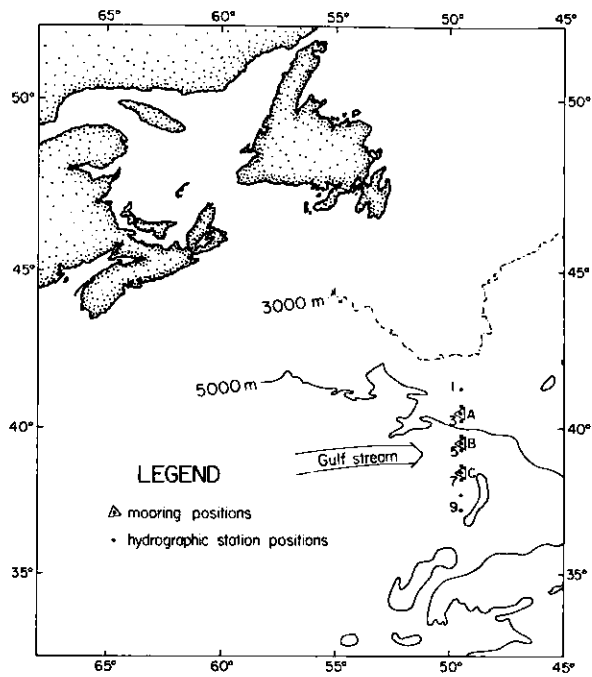 65° 60° 55° 50° 45°
50° 50°
45° 45°
3000 m
5000 m
1
3 A
40° 40°
B
5
Gulf stream
C
7
LEGEND
9
mooring positions
hydrographic station positions
35° 35°
65° 60° 55° 50° 45°